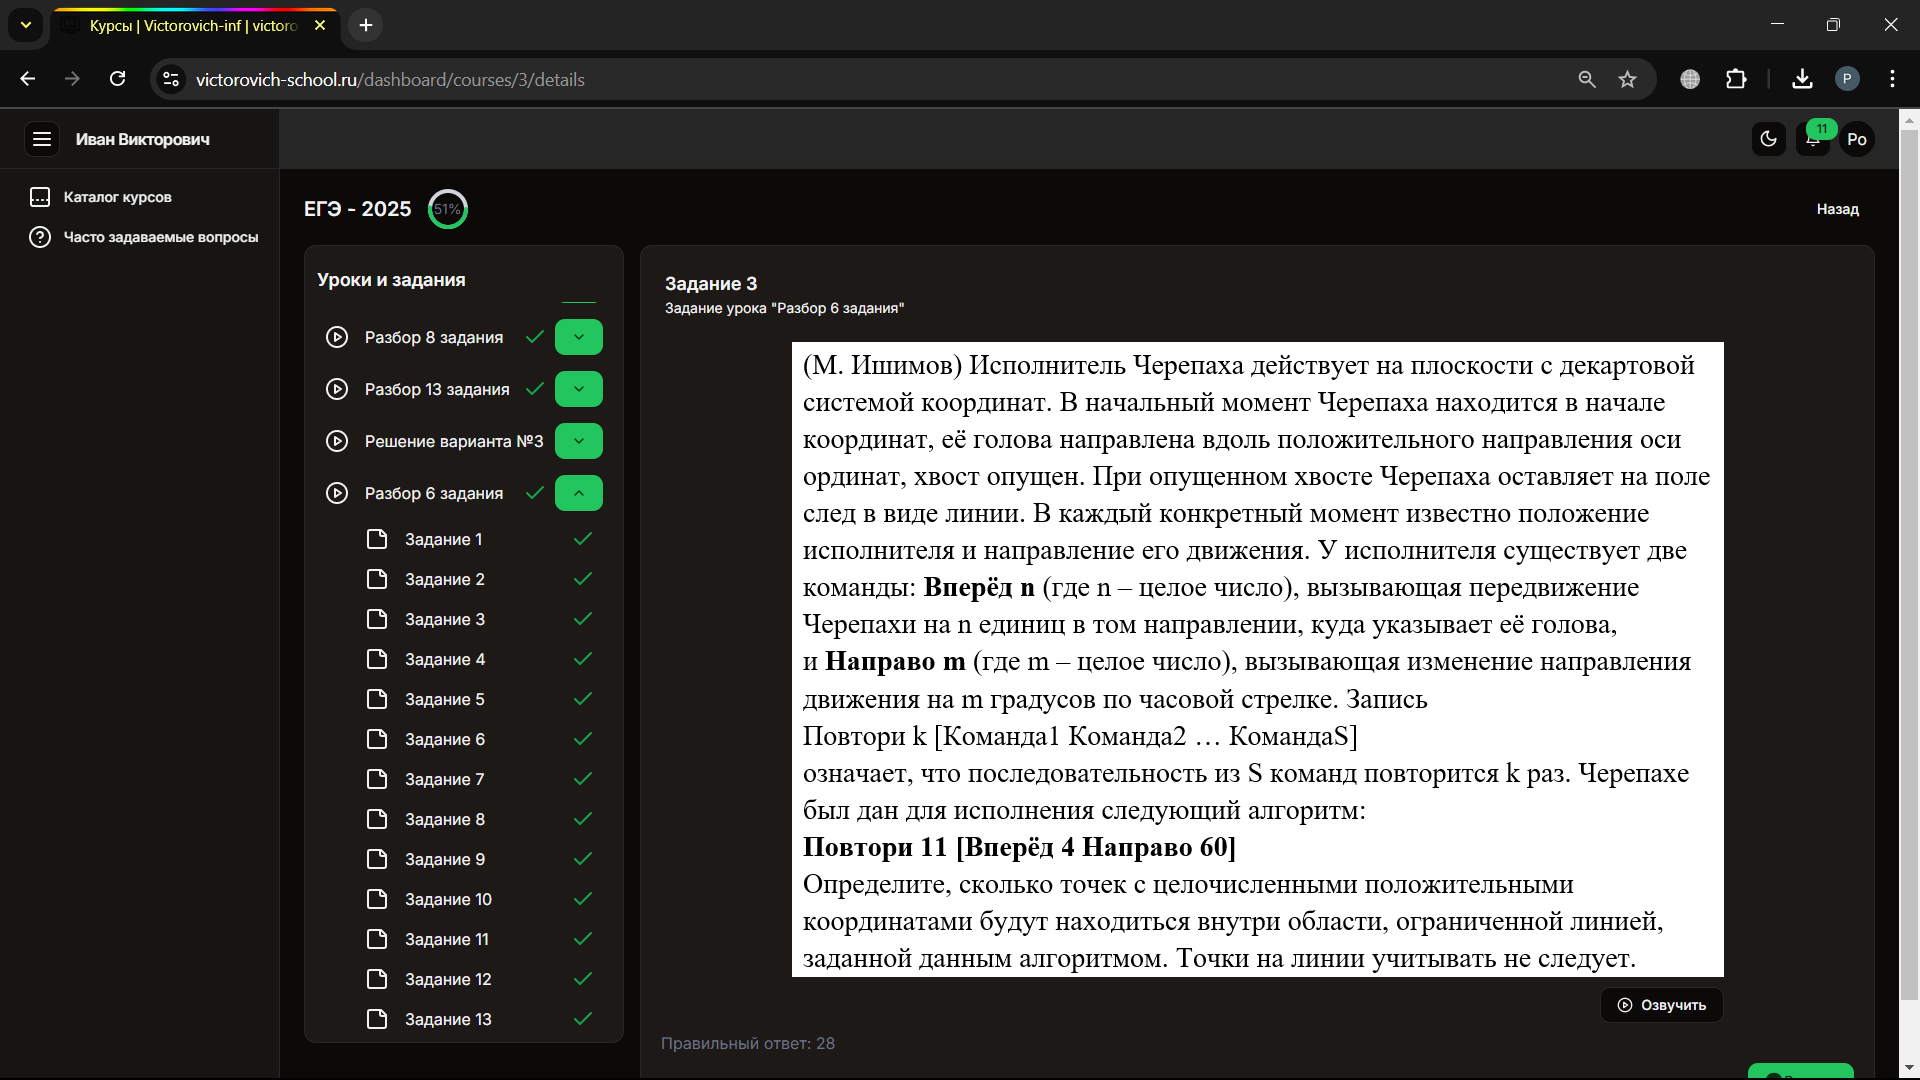 Курсы | Victorovich-inf | victoro
victorovich-school.ru/dashboard/courses/3/details
P
Иван Викторович
11
Po
Каталог курсов
Часто задаваемые вопросы
ЕГЭ - 2025
51%
Назад
Уроки и задания
Разбор 8 задания
Разбор 13 задания
Решение варианта №3
Разбор 6 задания
Задание 1
Задание 2
Задание 3
Задание 4
Задание 5
Задание 6
Задание 7
Задание 8
Задание 9
Задание 10
Задание 11
Задание 12
Задание 13
Задание 3
Задание урока "Разбор 6 задания"
(М. Ишимов) Исполнитель Черепаха действует на плоскости с декартовой
системой координат. В начальный момент Черепаха находится в начале
координат, её голова направлена вдоль положительного направления оси
ординат, хвост опущен. При опущенном хвосте Черепаха оставляет на поле
след в виде линии. В каждый конкретный момент известно положение
исполнителя и направление его движения. У исполнителя существует две
команды: Вперёд n (где n – целое число), вызывающая передвижение
Черепахи на n единиц в том направлении, куда указывает её голова,
и Направо m (где m – целое число), вызывающая изменение направления
движения на m градусов по часовой стрелке. Запись
Повтори k [Команда1 Команда2 … КомандаS]
означает, что последовательность из S команд повторится k раз. Черепахе
был дан для исполнения следующий алгоритм:
Повтори 11 [Вперёд 4 Направо 60]
Определите, сколько точек с целочисленными положительными
координатами будут находиться внутри области, ограниченной линией,
заданной данным алгоритмом. Точки на линии учитывать не следует.
Озвучить
Правильный ответ: 28